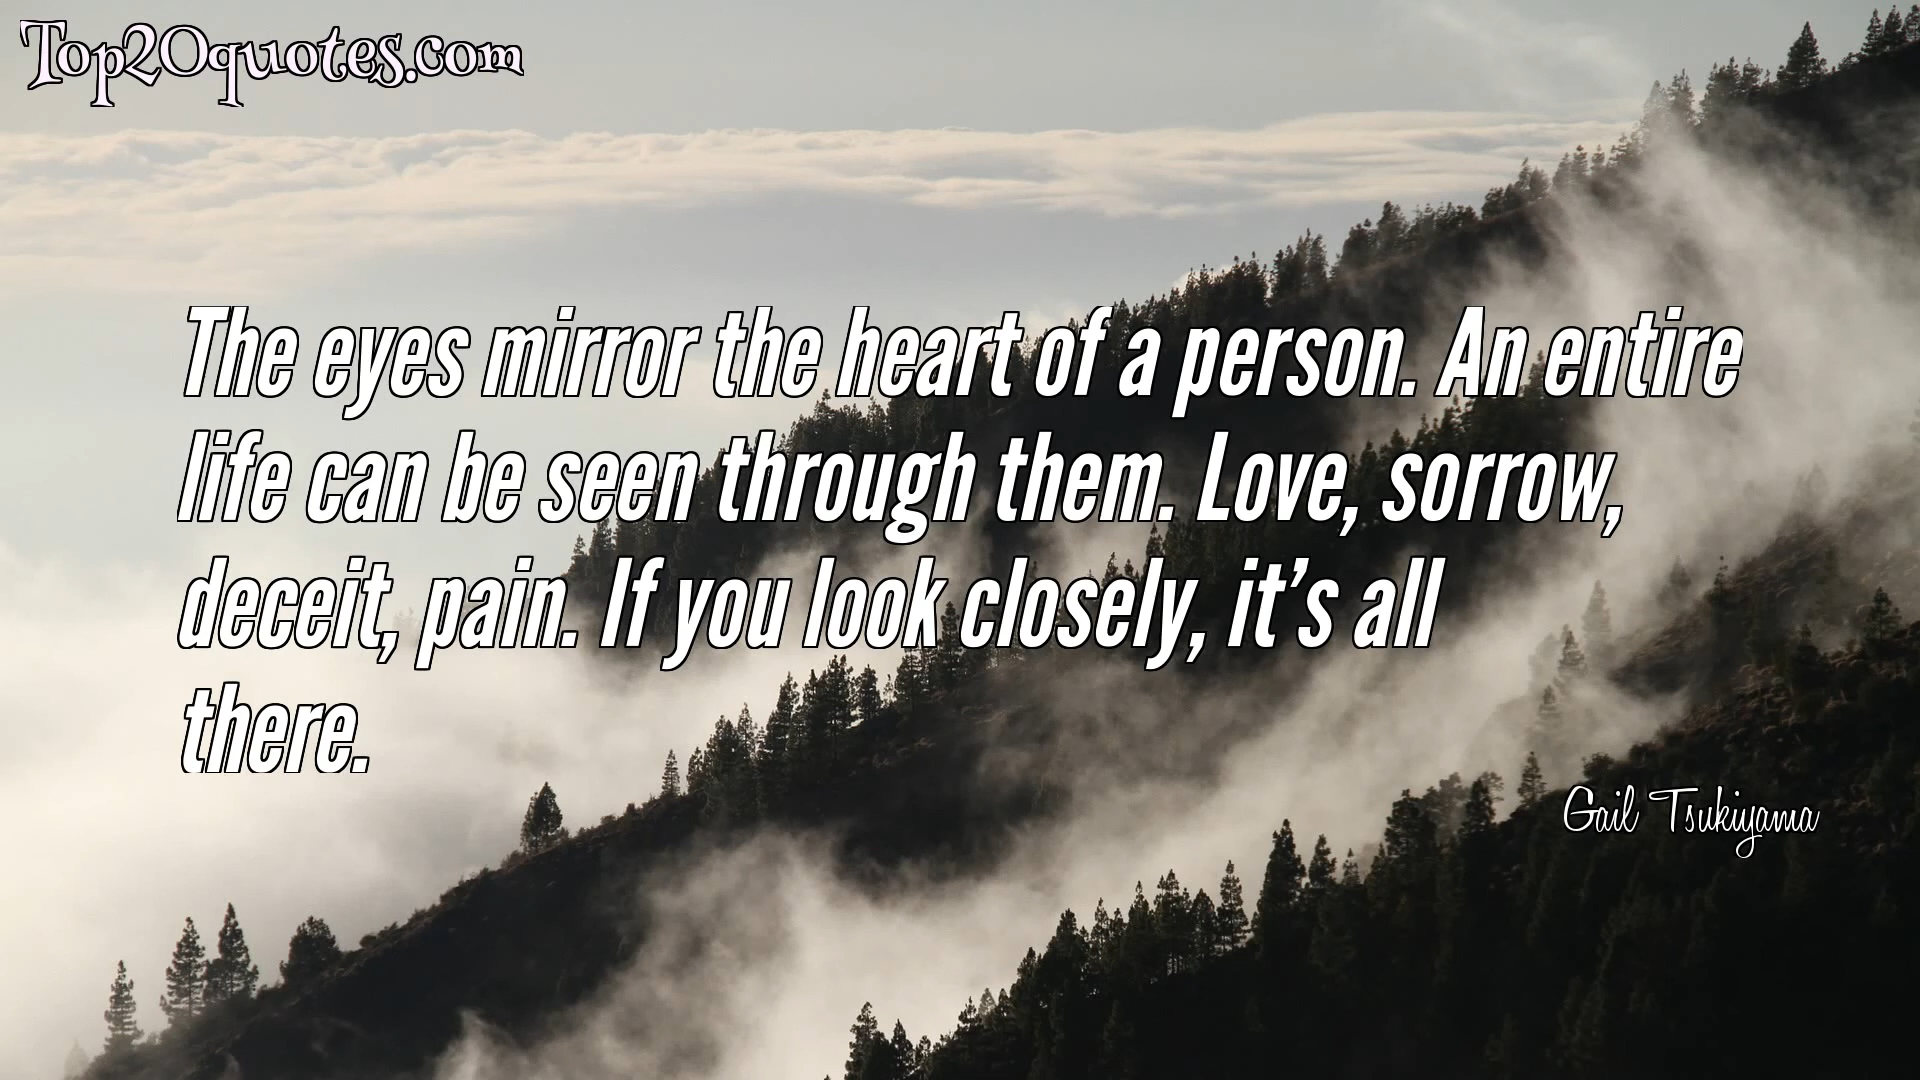 Top20quotes.com
The eyes mirror the heart of a person. An entire
life can be seen through them. Love, sorrow,
deceit, pain. If you look closely, it's all
there.
Gail Tsukiyama